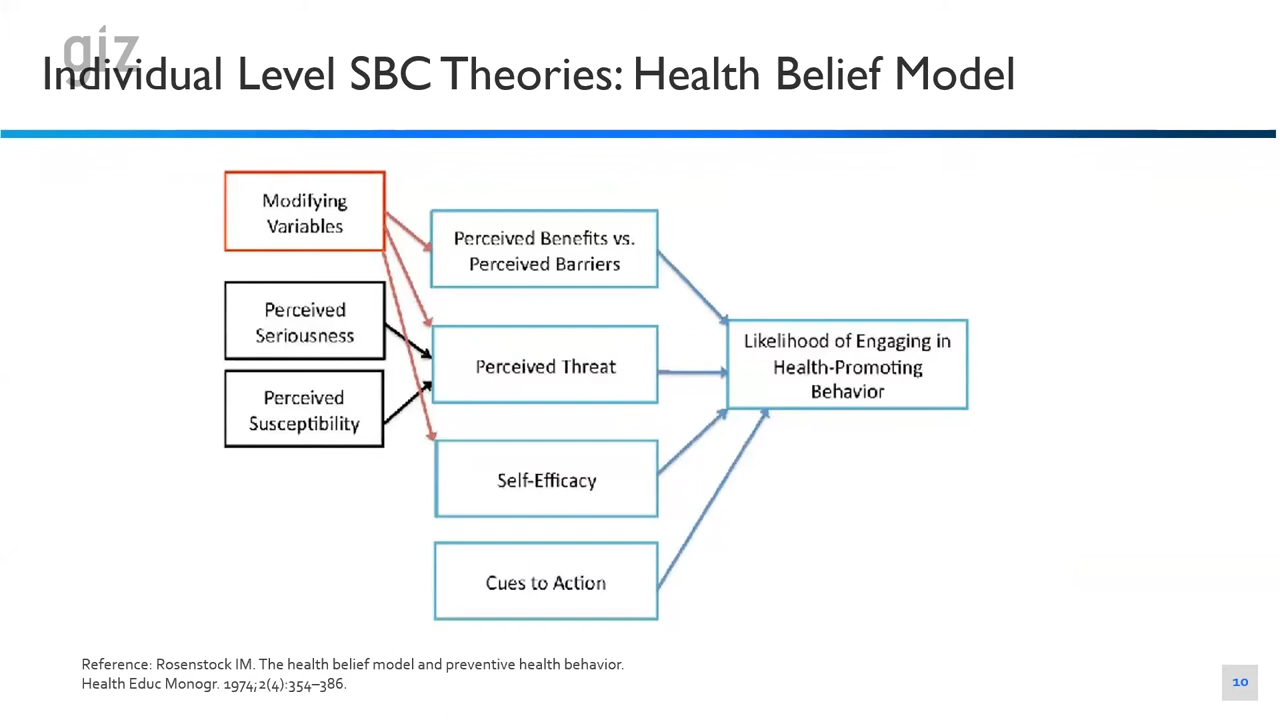 giz
Individual Level SBC Theories: Health Belief Model
Modifying
Variables
Perceived
Seriousness
Perceived
Susceptibility
Perceived Benefits vs.
Perceived Barriers
Perceived Threat
Self-Efficacy
Cues to Action
Likelihood of Engaging in
Health-Promoting
Behavior
Reference: Rosenstock IM. The health belief model and preventive health behavior.
Health Educ Monogr. 1974;2(4):354–386.
10